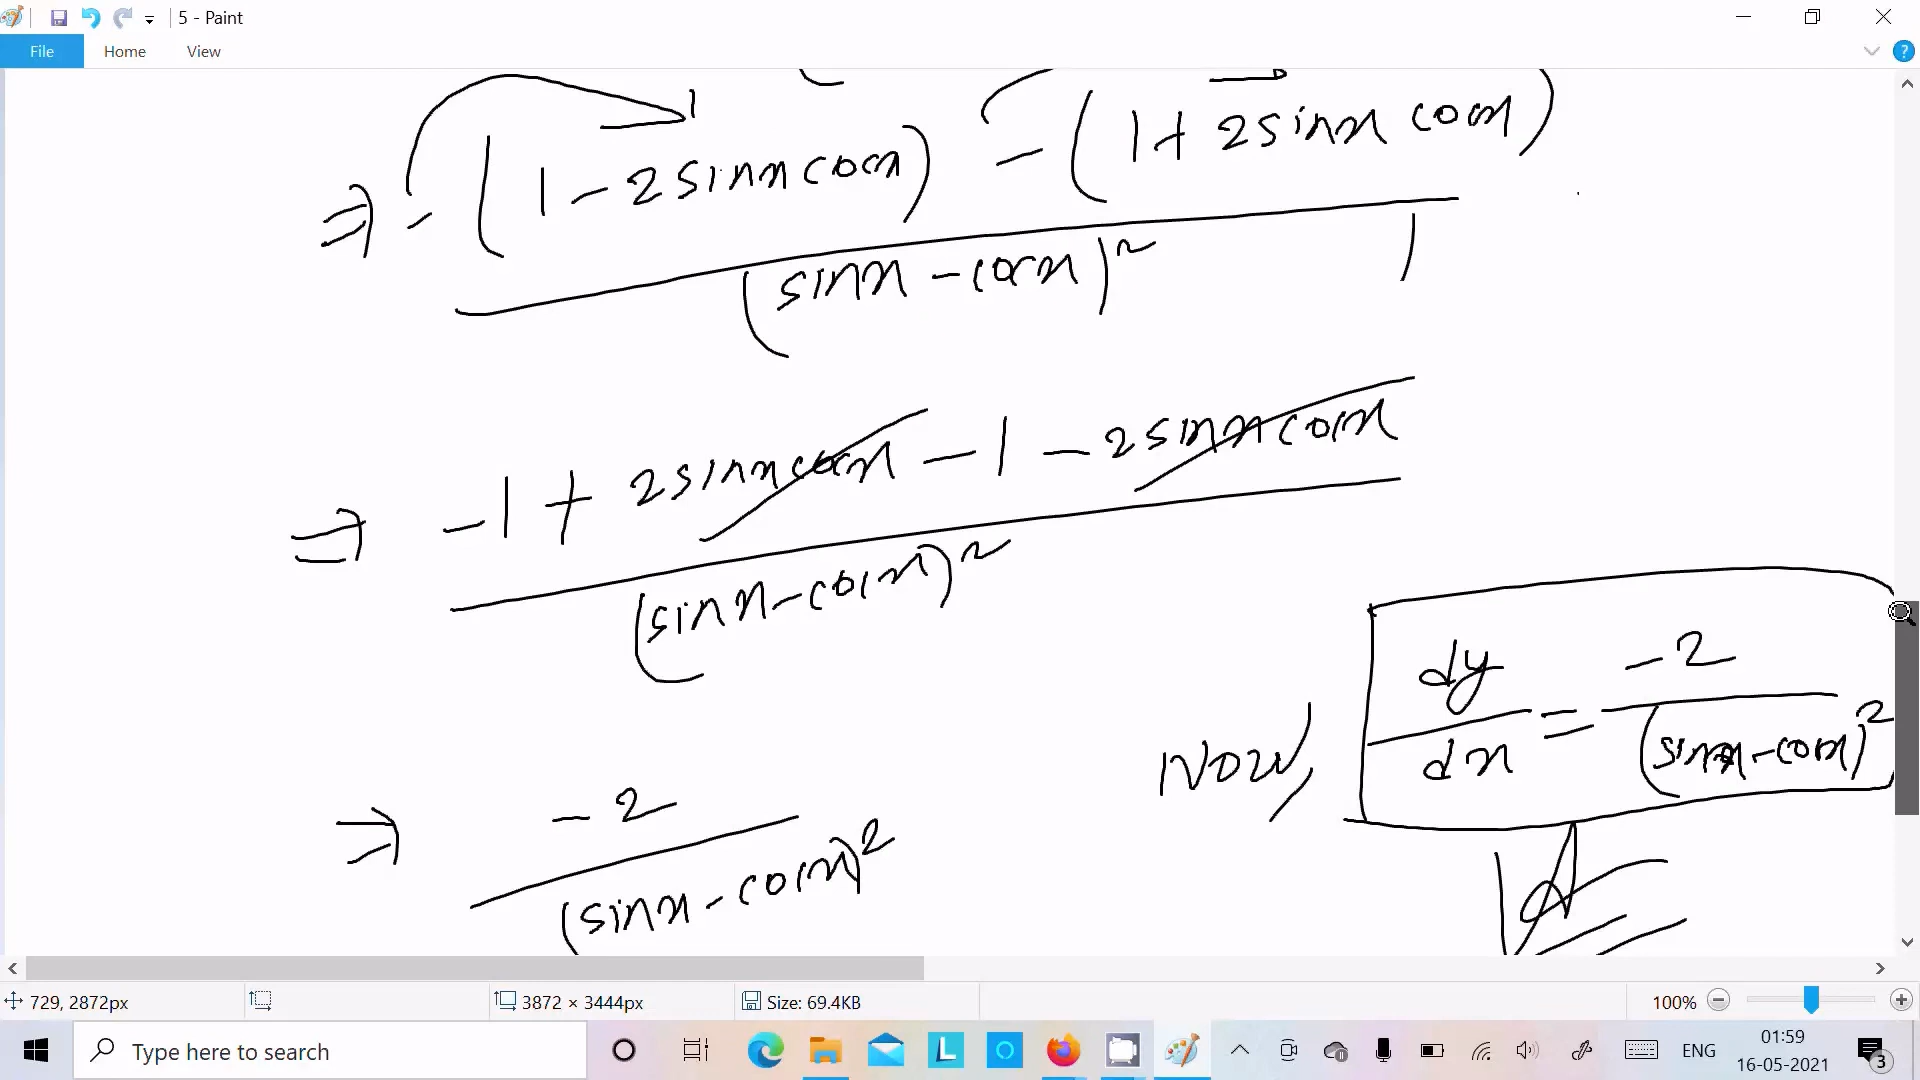 5 - Paint
File Home View
⇒ - (1 - 2sinx cosx) - (1 + 2sinx cosx)
(sinx - cosx)²
⇒ -1 + 2sinx cosx - 1 - 2sinx cosx
(sinx - cosx)²
⇒ -2
(sinx - cosx)²
Now, dy/dx = -2/(sinx - cosx)²
729, 2872px 3872 × 3444px Size: 69.4KB 100%
Type here to search
ENG
01:59
16-05-2021
3